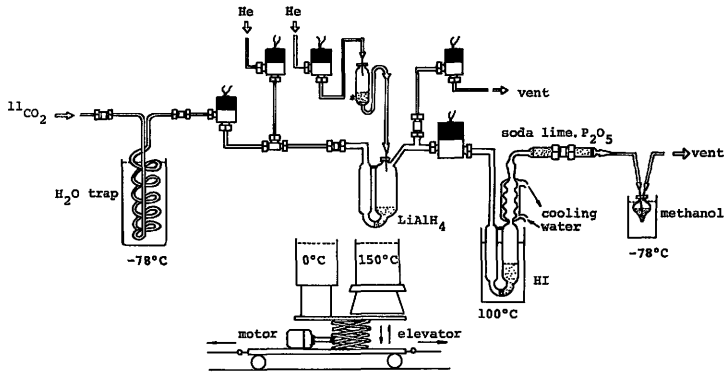 He
He
vent
¹¹CO₂
soda lime, P₂O₅
vent
H₂O trap
LiAlH₄
cooling
water
methanol
-78°C
-78°C
0°C
150°C
HI
100°C
motor
elevator